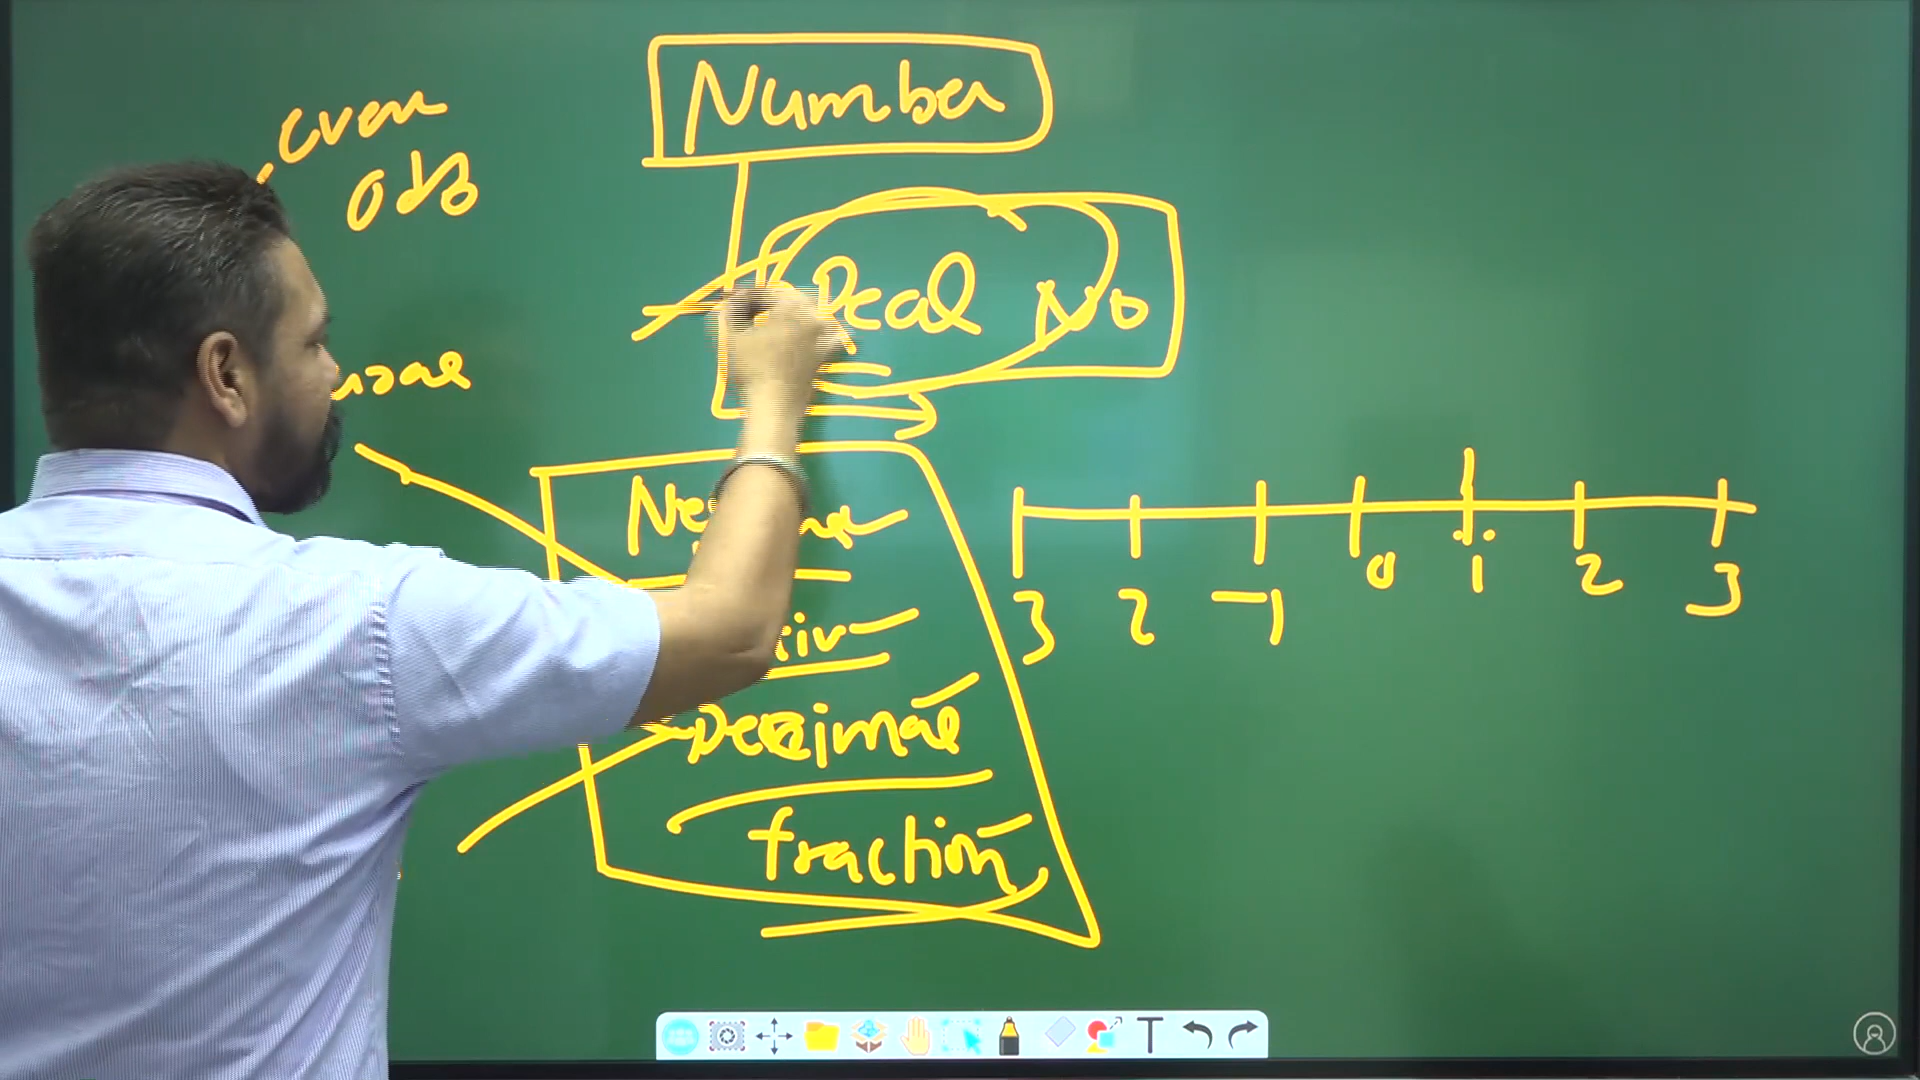 Number
even
odd
Real No
Decimal
fraction
3 2 -1 0 1 2 3
T